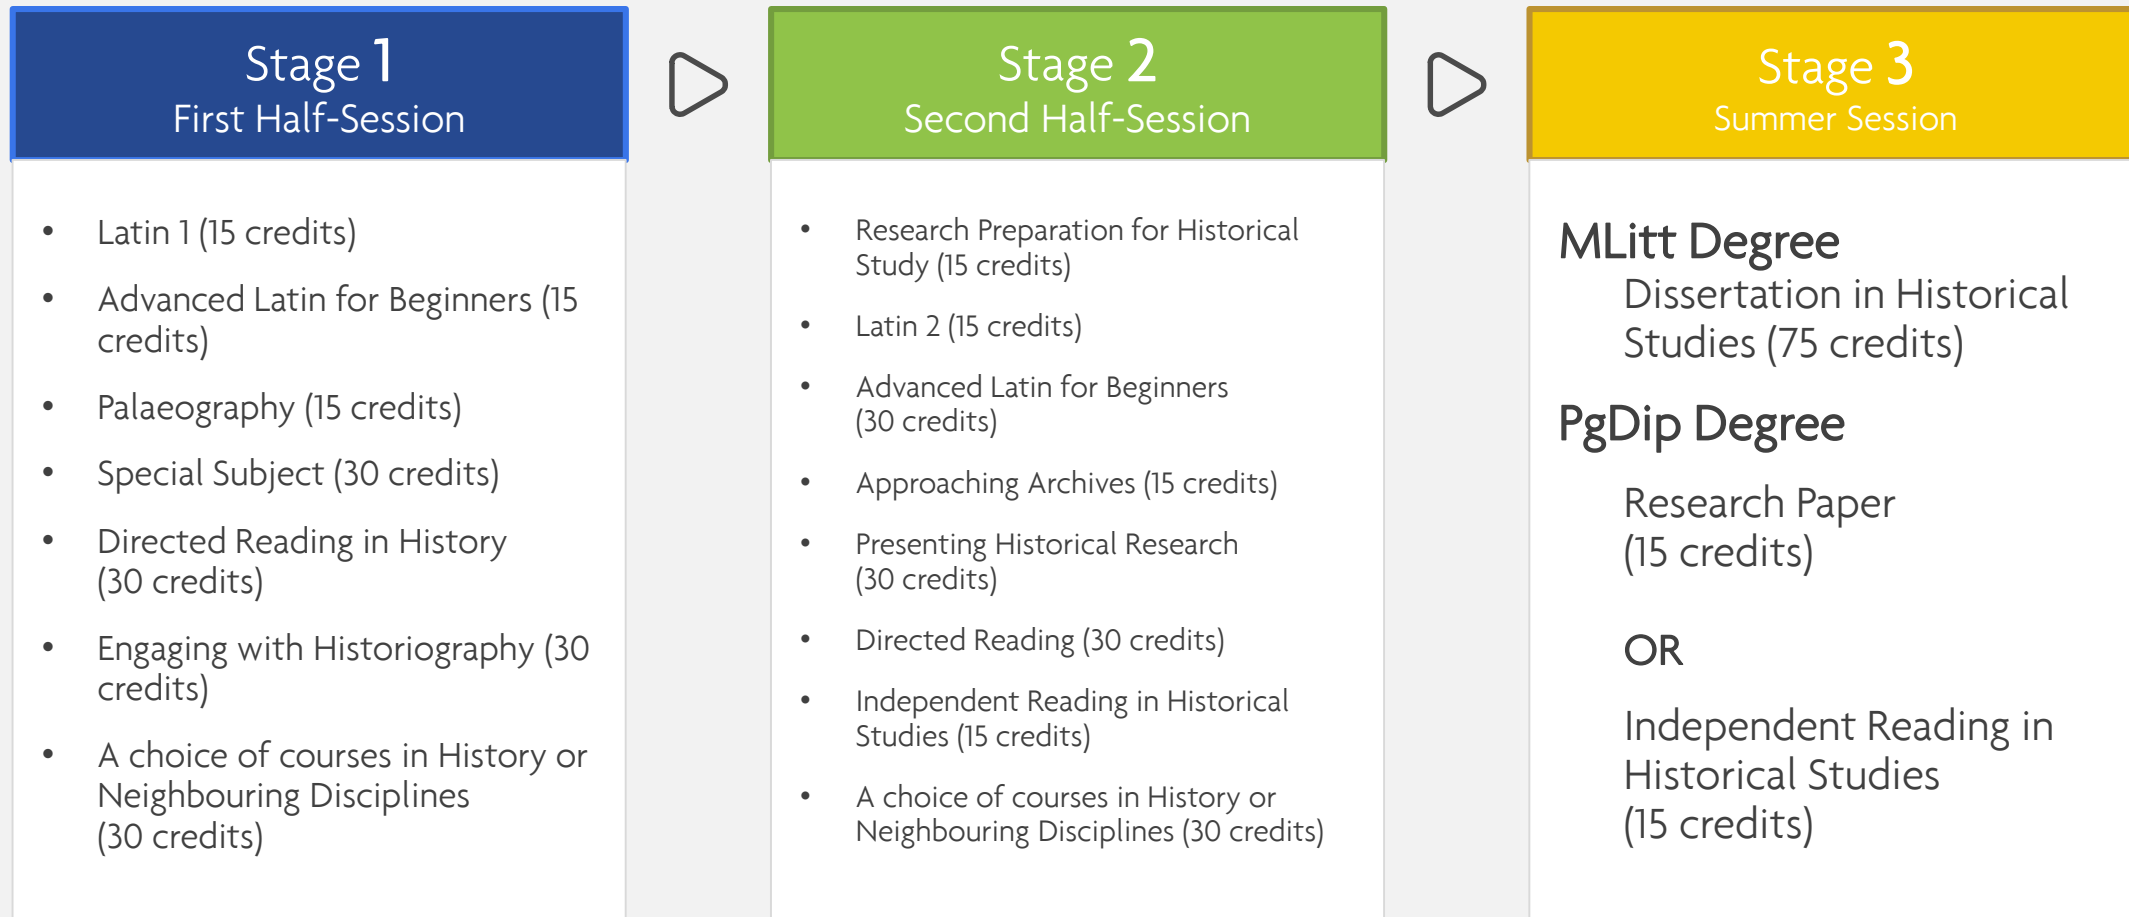 Stage 1
First Half-Session
• Latin 1 (15 credits)
• Advanced Latin for Beginners (15
credits)
• Palaeography (15 credits)
• Special Subject (30 credits)
• Directed Reading in History
(30 credits)
• Engaging with Historiography (30
credits)
• A choice of courses in History or
Neighbouring Disciplines
(30 credits)
Stage 2
Second Half-Session
• Research Preparation for Historical
Study (15 credits)
• Latin 2 (15 credits)
• Advanced Latin for Beginners
(30 credits)
• Approaching Archives (15 credits)
• Presenting Historical Research
(30 credits)
• Directed Reading (30 credits)
• Independent Reading in Historical
Studies (15 credits)
• A choice of courses in History or
Neighbouring Disciplines (30 credits)
Stage 3
Summer Session
MLitt Degree
Dissertation in Historical
Studies (75 credits)
PgDip Degree
Research Paper
(15 credits)
OR
Independent Reading in
Historical Studies
(15 credits)